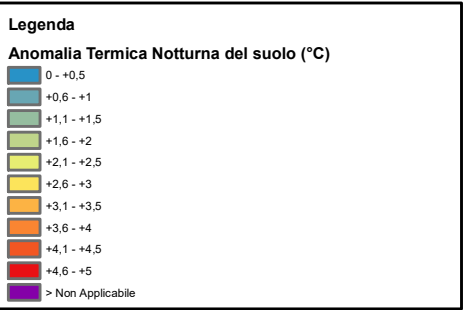 Legenda
Anomalia Termica Notturna del suolo (°C)
0 - +0,5
+0,6 - +1
+1,1 - +1,5
+1,6 - +2
+2,1 - +2,5
+2,6 - +3
+3,1 - +3,5
+3,6 - +4
+4,1 - +4,5
+4,6 - +5
> Non Applicabile